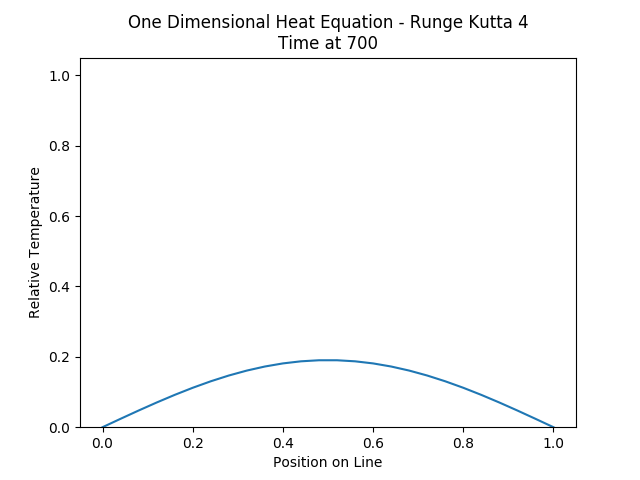 One Dimensional Heat Equation - Runge Kutta 4
Time at 700
1.0
0.8
0.6
0.4
0.2
0.0
Relative Temperature
0.0 0.2 0.4 0.6 0.8 1.0
Position on Line